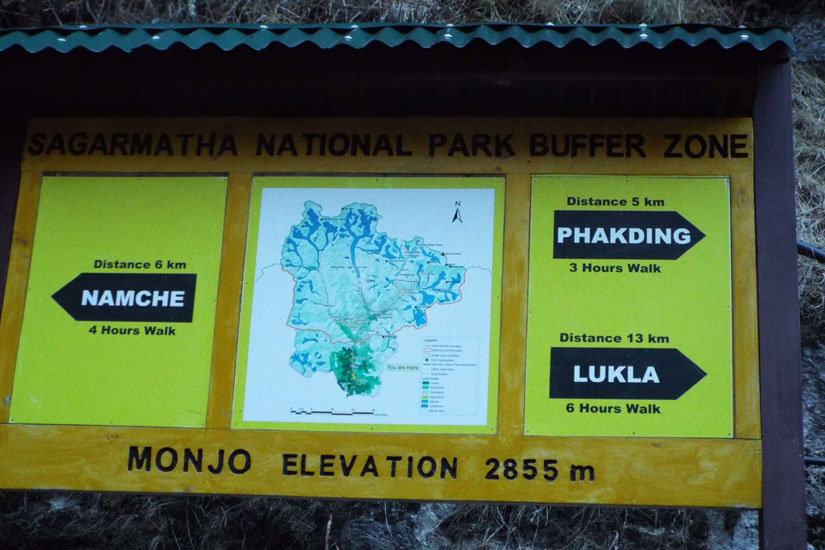 SAGARMATHA NATIONAL PARK BUFFER ZONE
Distance 6 km
NAMCHE
4 Hours Walk
N
You are Here
Legend
Distance 5 km
PHAKDING
3 Hours Walk
Distance 13 km
LUKLA
6 Hours Walk
MONJO ELEVATION 2855 m